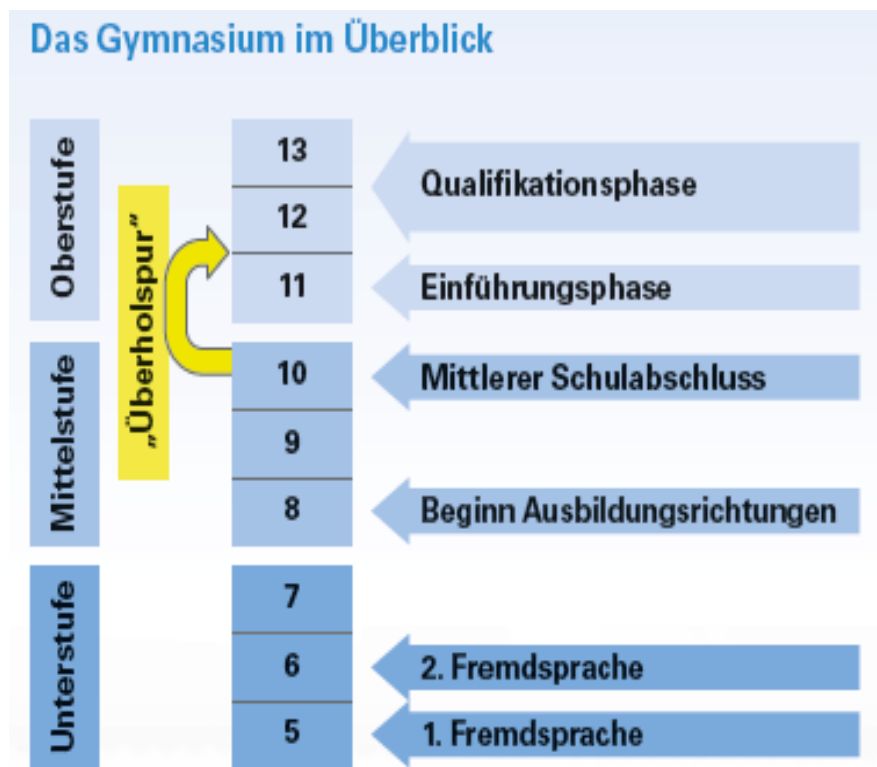 Das Gymnasium im Überblick
Oberstufe
„Überholspur“
13
Qualifikationsphase
12
11
Einführungsphase
Mittelstufe
10
Mittlerer Schulabschluss
9
8
Beginn Ausbildungsrichtungen
Unterstufe
7
6
2. Fremdsprache
5
1. Fremdsprache